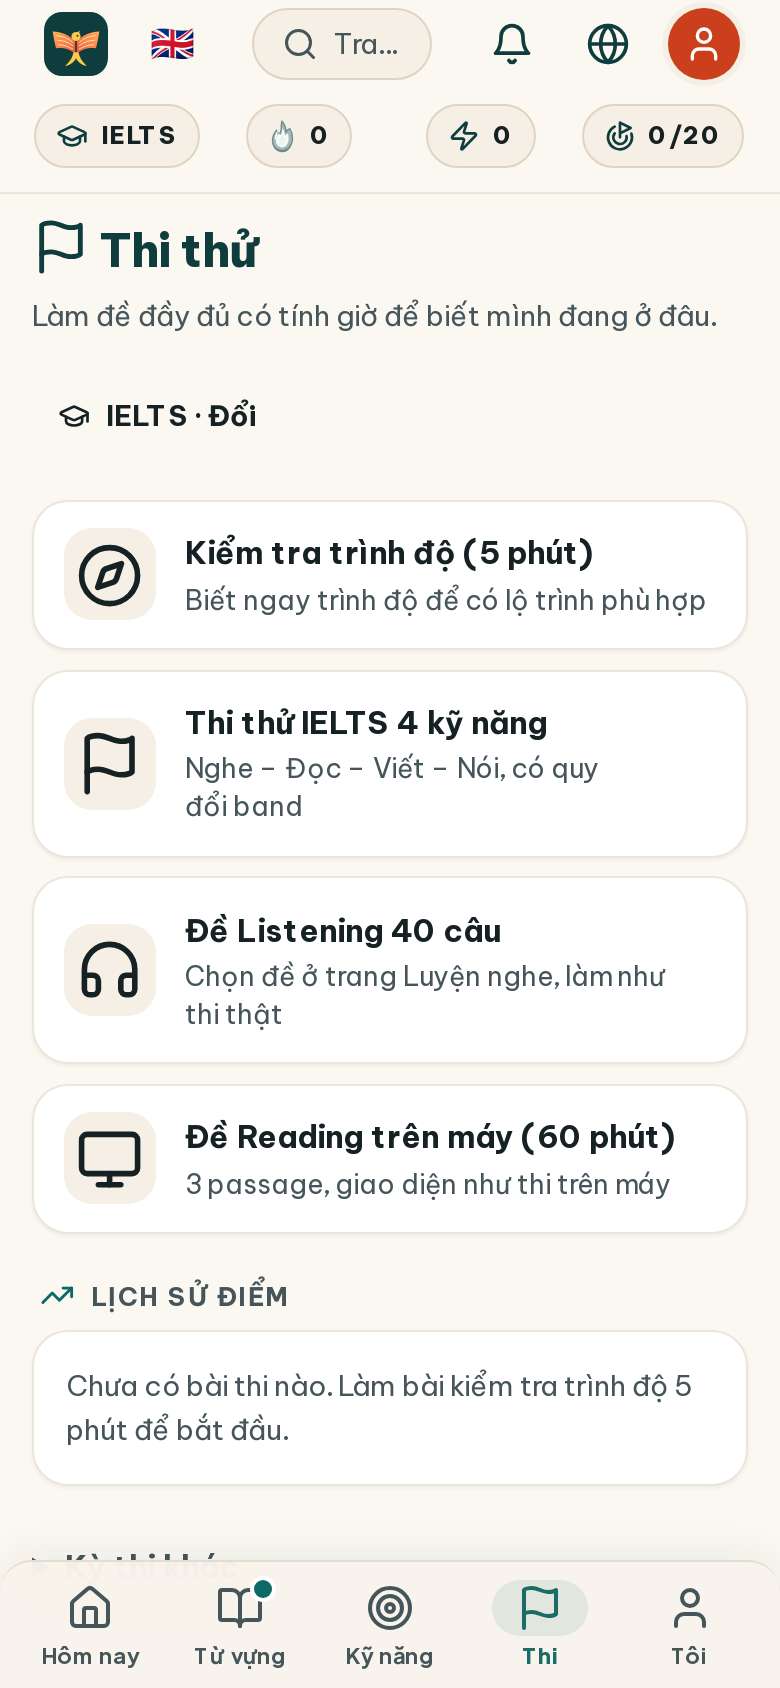 Tra...
IELTS
0
0
0/20
Thi thử
Làm đề đầy đủ có tính giờ để biết mình đang ở đâu.
IELTS · Đổi
Kiểm tra trình độ (5 phút)
Biết ngay trình độ để có lộ trình phù hợp
Thi thử IELTS 4 kỹ năng
Nghe – Đọc – Viết – Nói, có quy
đổi band
Đề Listening 40 câu
Chọn đề ở trang Luyện nghe, làm như
thi thật
Đề Reading trên máy (60 phút)
3 passage, giao diện như thi trên máy
LỊCH SỬ ĐIỂM
Chưa có bài thi nào. Làm bài kiểm tra trình độ 5
phút để bắt đầu.
Kỳ thi khác
Hôm nay
Từ vựng
Kỹ năng
Thi
Tôi